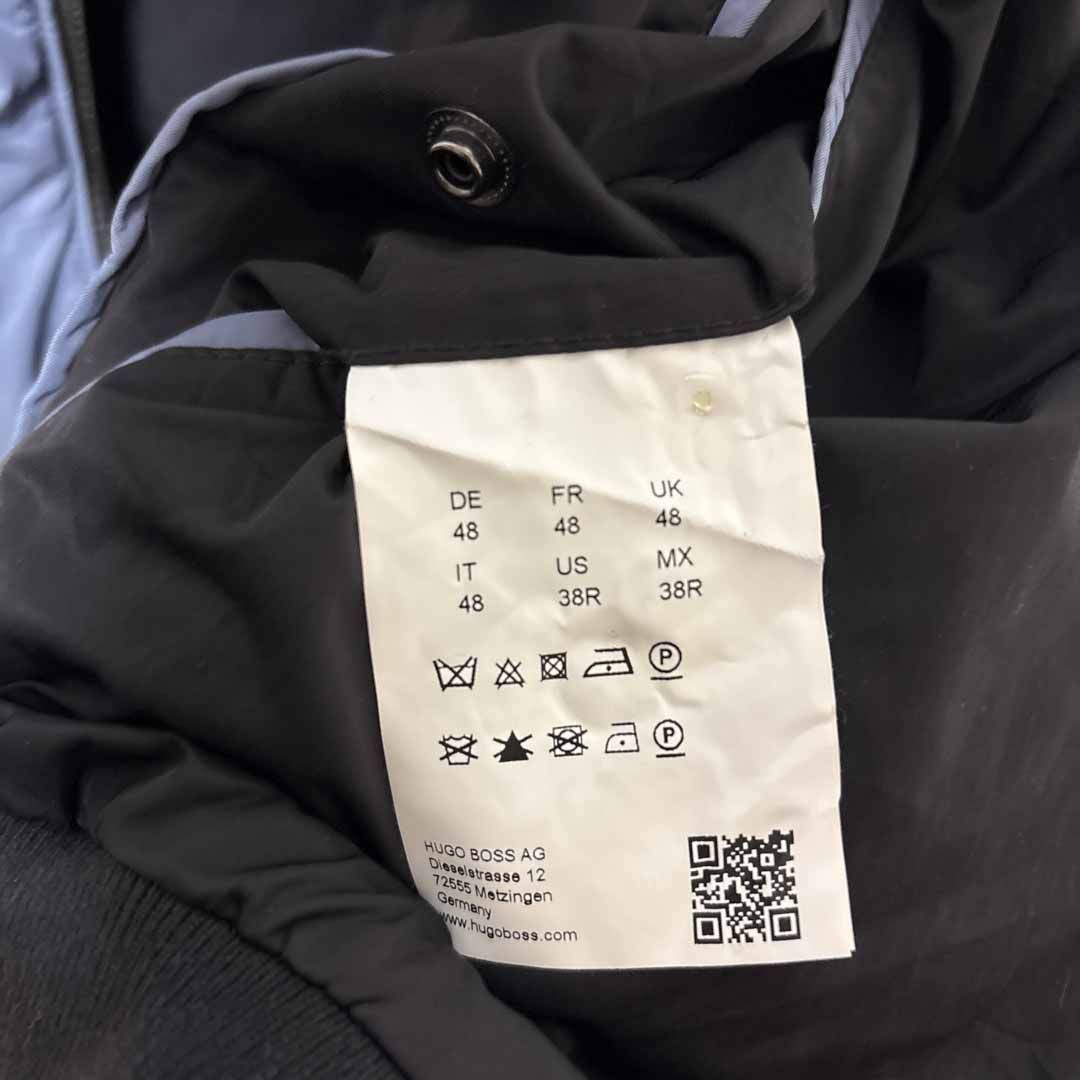 DE FR UK
48 48 48
IT US MX
48 38R 38R
P
P
HUGO BOSS AG
Dieselstrasse 12
72555 Metzingen
Germany
www.hugoboss.com